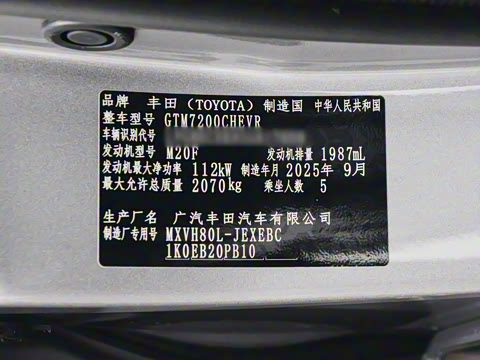 品牌 丰田（TOYOTA） 制造国 中华人民共和国
整车型号 GTM7200CHEVR
车辆识别代号
发动机型号 M20F 发动机排量 1987mL
发动机最大净功率 112kW 制造年月 2025年 9月
最大允许总质量 2070kg 乘坐人数 5
生产厂名 广汽丰田汽车有限公司
制造厂专用号 MXVH80L-JEXEBC
1K0EB20PB10